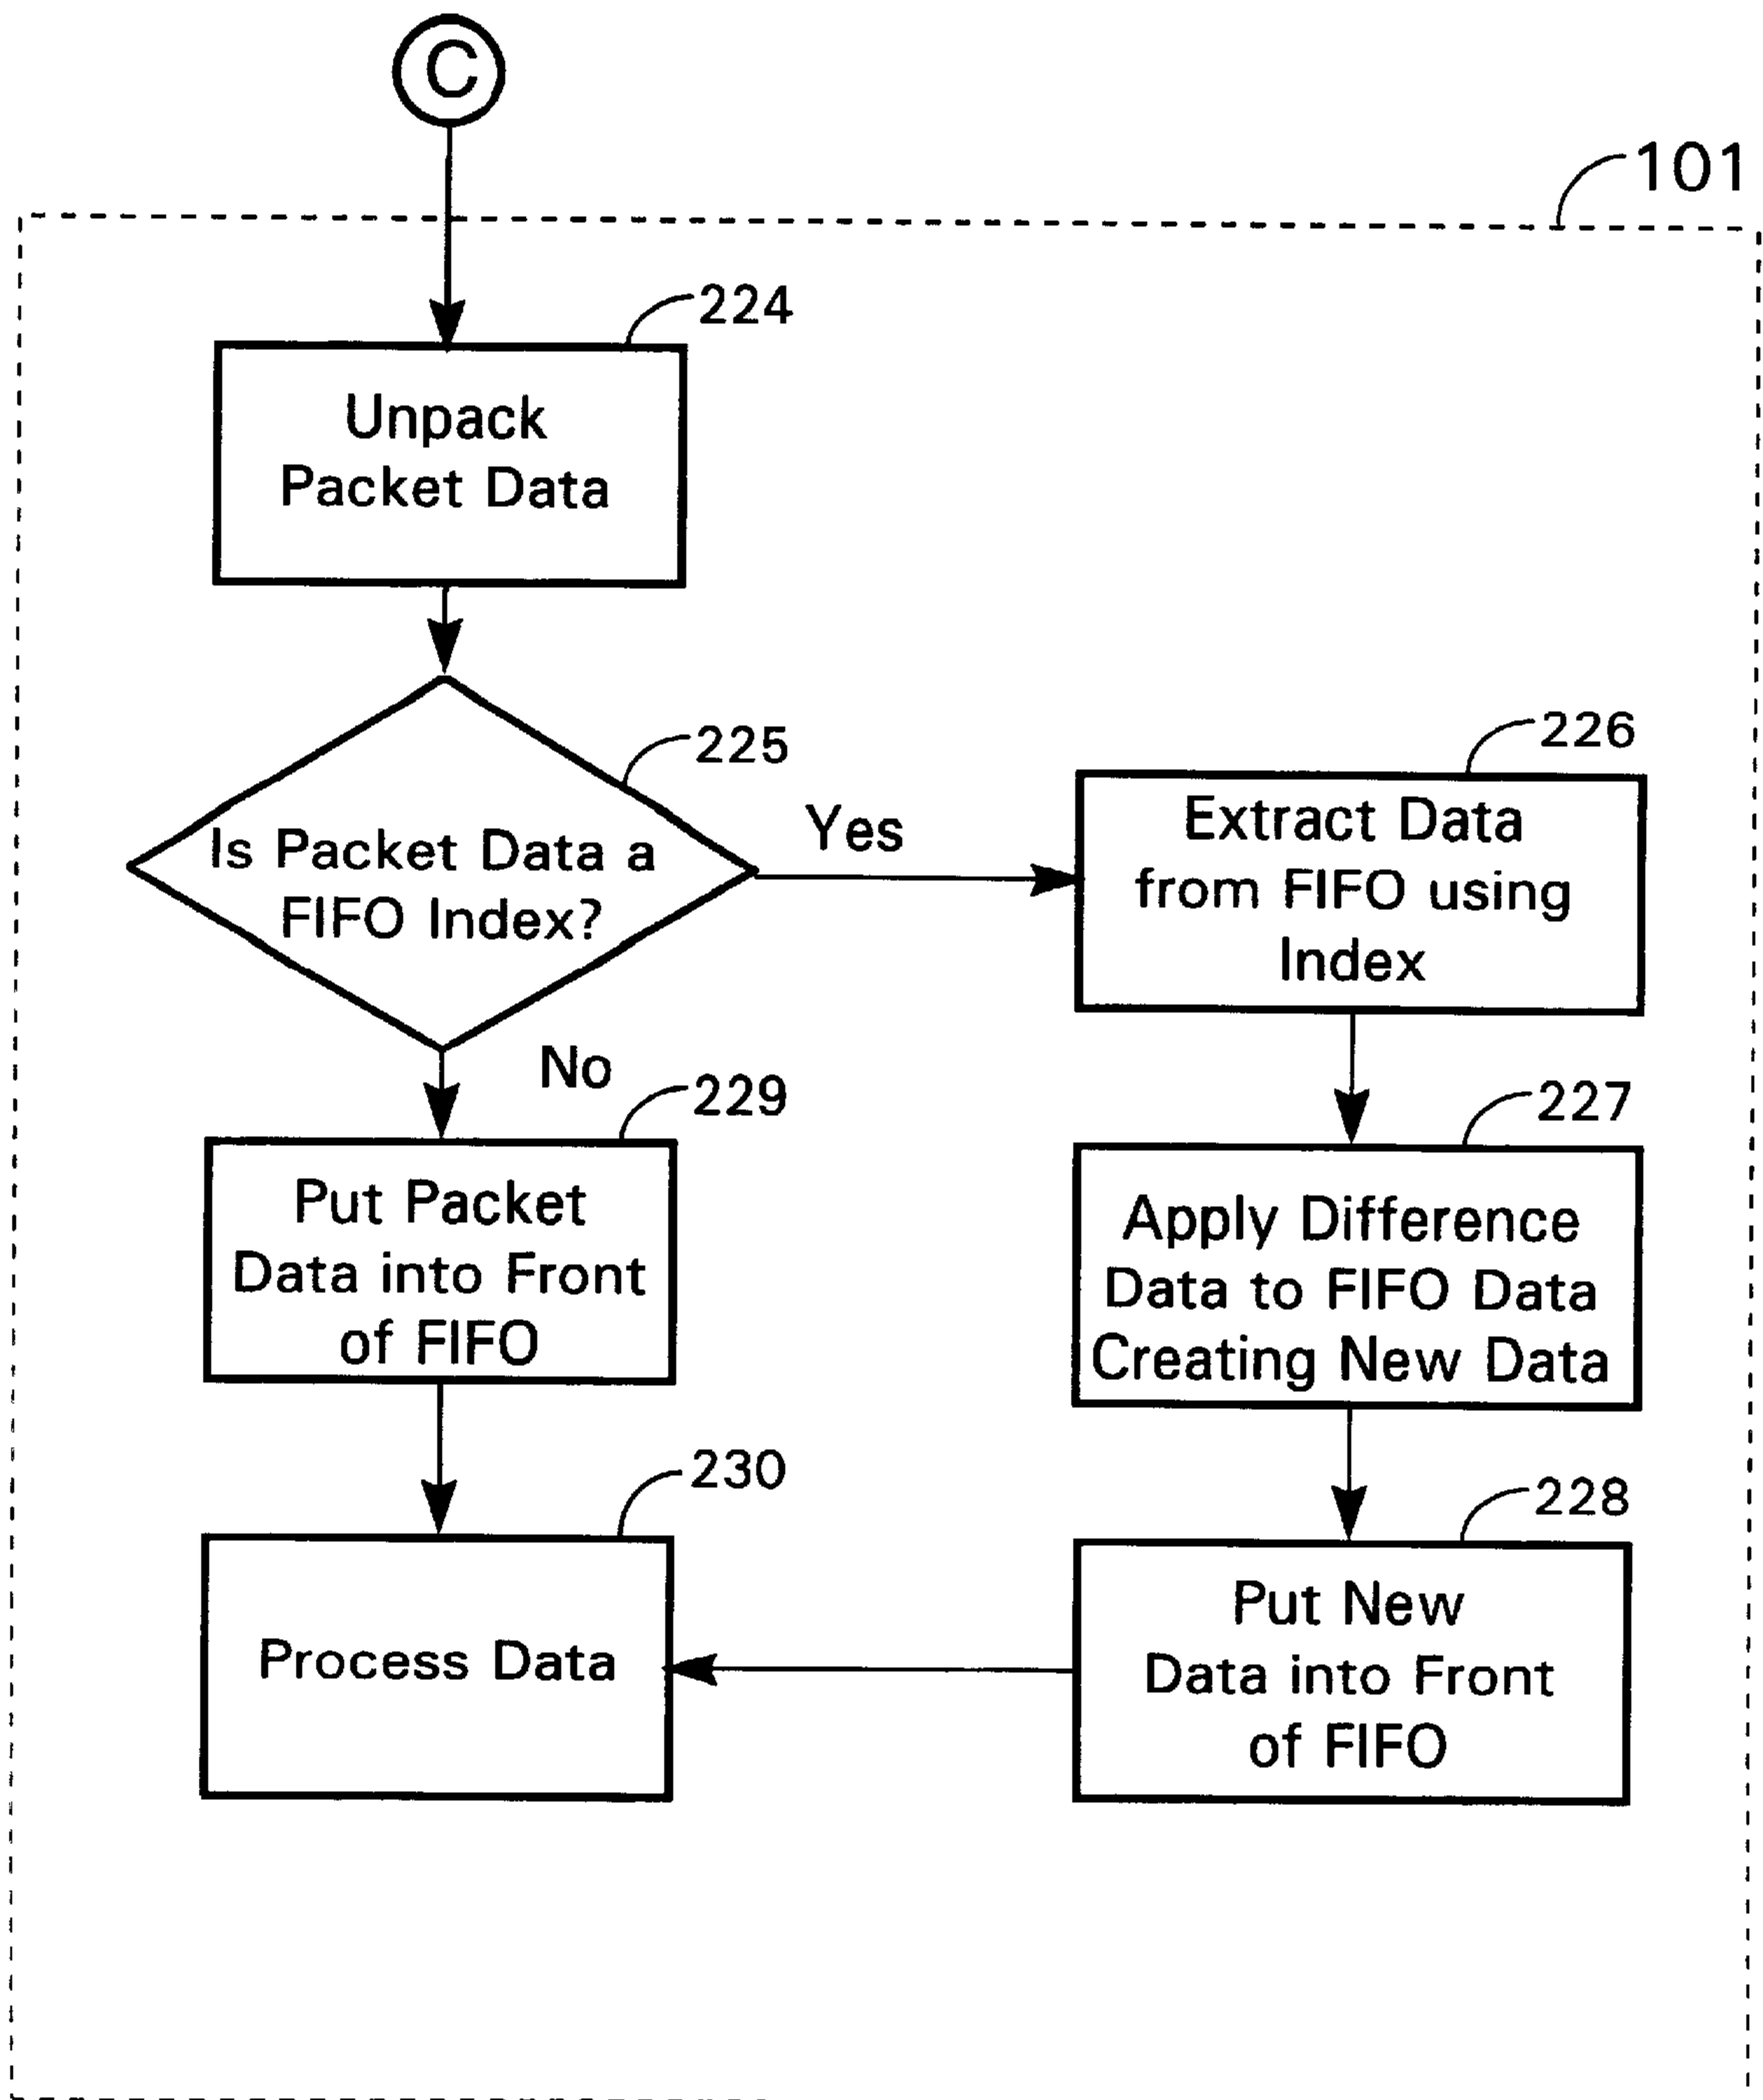 C
101
224
Unpack
Packet Data
225
Is Packet Data a
FIFO Index?
Yes
226
Extract Data
from FIFO using
Index
No
229
Put Packet
Data into Front
of FIFO
227
Apply Difference
Data to FIFO Data
Creating New Data
230
Process Data
228
Put New
Data into Front
of FIFO